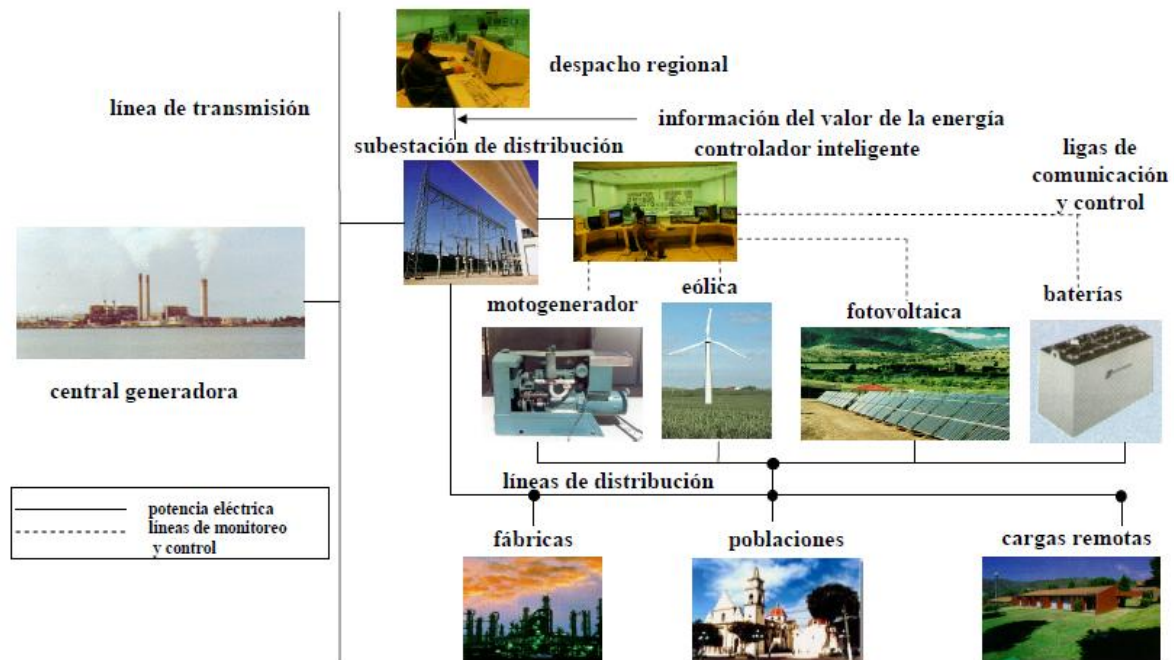 despacho regional
línea de transmisión
información del valor de la energía
subestación de distribución
controlador inteligente
ligas de
comunicación
y control
motogenerador
eólica
fotovoltaica
baterías
central generadora
líneas de distribución
potencia eléctrica
líneas de monitoreo
y control
fábricas
poblaciones
cargas remotas